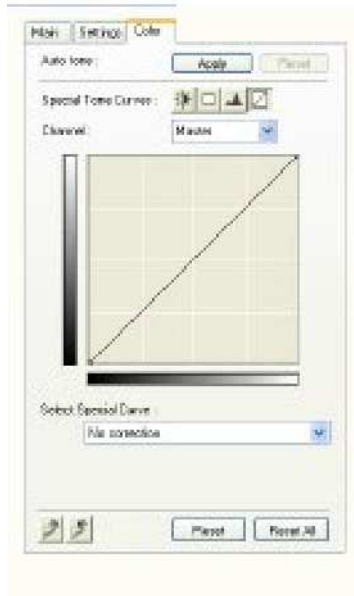 Main Settings Color
Auto tone : Apply Reset
Special Tone Curves :
Channel : Master
Select Special Curve :
No correction
Reset Reset All